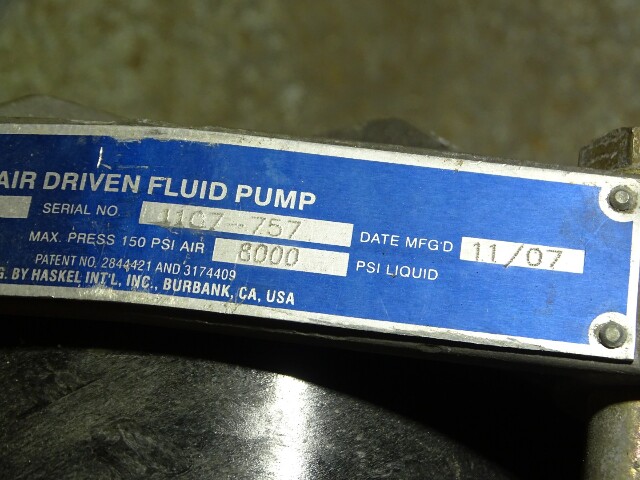 AIR DRIVEN FLUID PUMP
SERIAL NO. 1107-757
MAX. PRESS 150 PSI AIR 8000 PSI LIQUID
DATE MFG'D 11/07
PATENT NO. 2844421 AND 3174409
G. BY HASKEL INT'L, INC., BURBANK, CA, USA